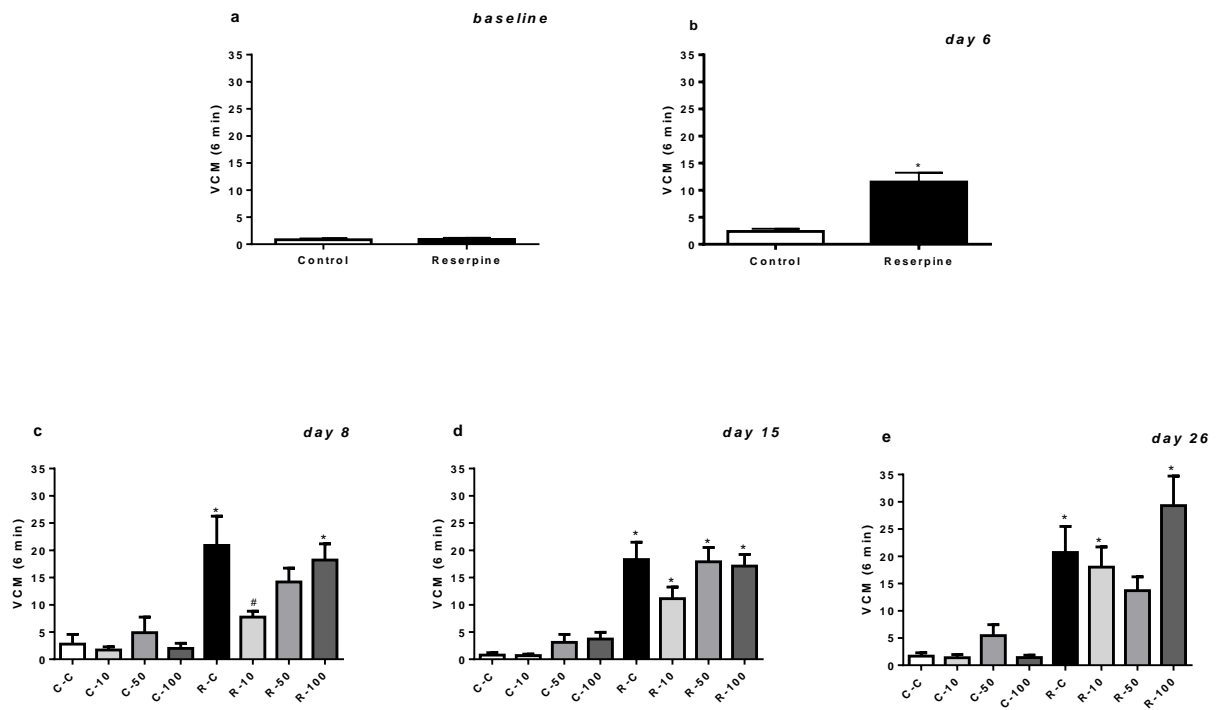 a
baseline
35
30
25
20
15
10
5
0
VCM (6 min)
Control Reserpine
b
day 6
35
30
25
20
15
10
5
0
VCM (6 min)
*
Control Reserpine
c
day 8
35
30
25
20
15
10
5
0
VCM (6 min)
* # *
C-C C-10 C-50 C-100 R-C R-10 R-50 R-100
d
day 15
35
30
25
20
15
10
5
0
VCM (6 min)
* * * *
C-C C-10 C-50 C-100 R-C R-10 R-50 R-100
e
day 26
35
30
25
20
15
10
5
0
VCM (6 min)
* * *
C-C C-10 C-50 C-100 R-C R-10 R-50 R-100